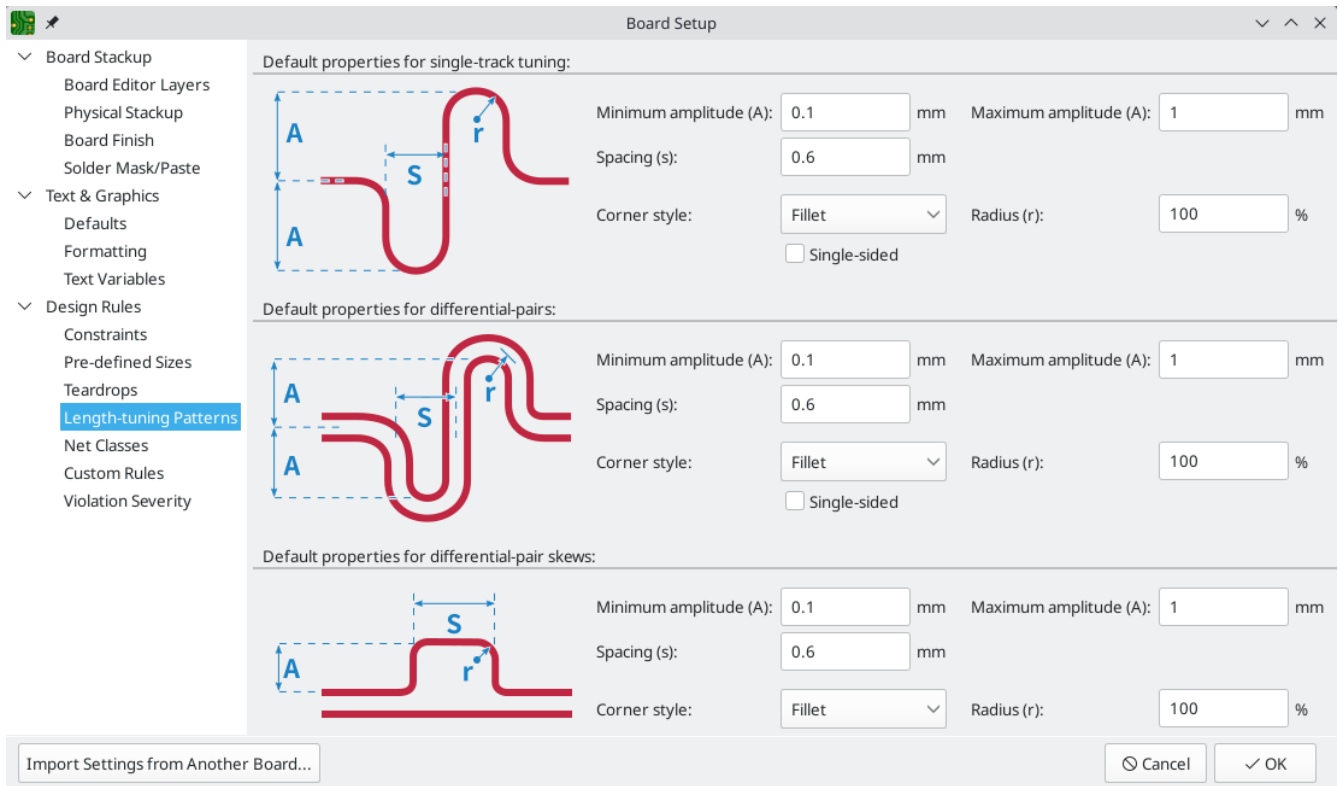 Board Setup
Board Stackup
Board Editor Layers
Physical Stackup
Board Finish
Solder Mask/Paste
Text & Graphics
Defaults
Formatting
Text Variables
Design Rules
Constraints
Pre-defined Sizes
Teardrops
Length-tuning Patterns
Net Classes
Custom Rules
Violation Severity
Default properties for single-track tuning:
A
A
S
r
Minimum amplitude (A): 0.1 mm Maximum amplitude (A): 1 mm
Spacing (s): 0.6 mm
Corner style: Fillet Radius (r): 100 %
Single-sided
Default properties for differential-pairs:
A
A
S
r
Minimum amplitude (A): 0.1 mm Maximum amplitude (A): 1 mm
Spacing (s): 0.6 mm
Corner style: Fillet Radius (r): 100 %
Single-sided
Default properties for differential-pair skews:
S
A
r
Minimum amplitude (A): 0.1 mm Maximum amplitude (A): 1 mm
Spacing (s): 0.6 mm
Corner style: Fillet Radius (r): 100 %
Import Settings from Another Board... Cancel OK